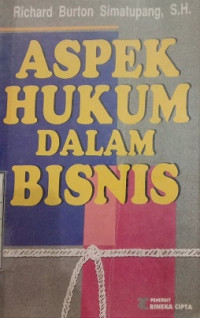 Richard Burton Simatupang, S.H.
ASPEK
HUKUM
DALAM
BISNIS
PENERBIT
RINEKA CIPTA